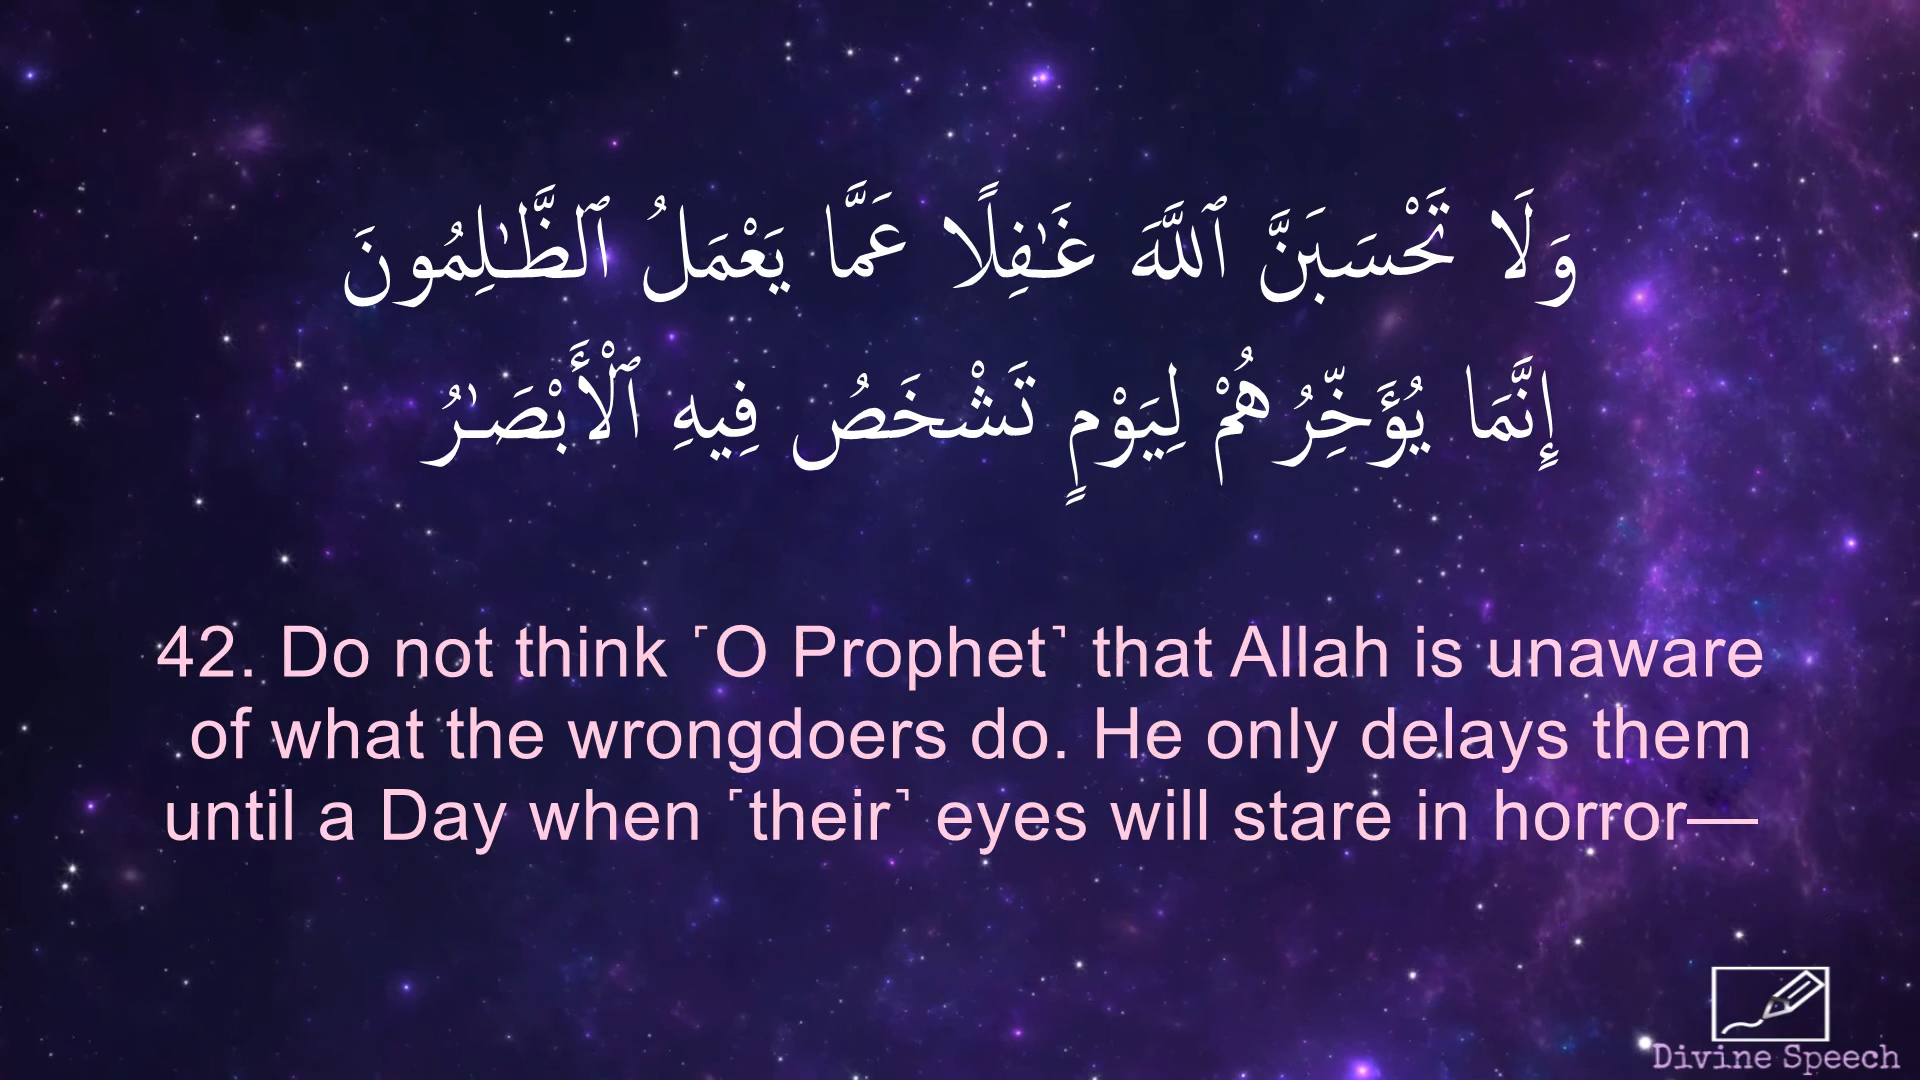 وَلَا تَحْسَبَنَّ ٱللَّهَ غَـٰفِلًا عَمَّا يَعْمَلُ ٱلظَّـٰلِمُونَ
إِنَّمَا يُؤَخِّرُهُمْ لِيَوْمٍ تَشْخَصُ فِيهِ ٱلْأَبْصَـٰرُ
42. Do not think ˹O Prophet˺ that Allah is unaware
of what the wrongdoers do. He only delays them
until a Day when ˹their˺ eyes will stare in horror—
Divine Speech